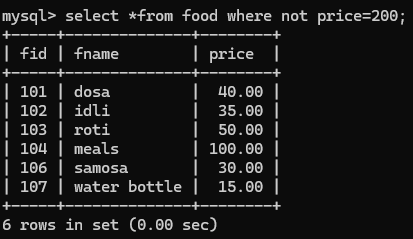 mysql> select *from food where not price=200;
+-----+--------------+--------+
| fid | fname        | price  |
+-----+--------------+--------+
| 101 | dosa         |  40.00 |
| 102 | idli         |  35.00 |
| 103 | roti         |  50.00 |
| 104 | meals        | 100.00 |
| 106 | samosa       |  30.00 |
| 107 | water bottle |  15.00 |
+-----+--------------+--------+
6 rows in set (0.00 sec)